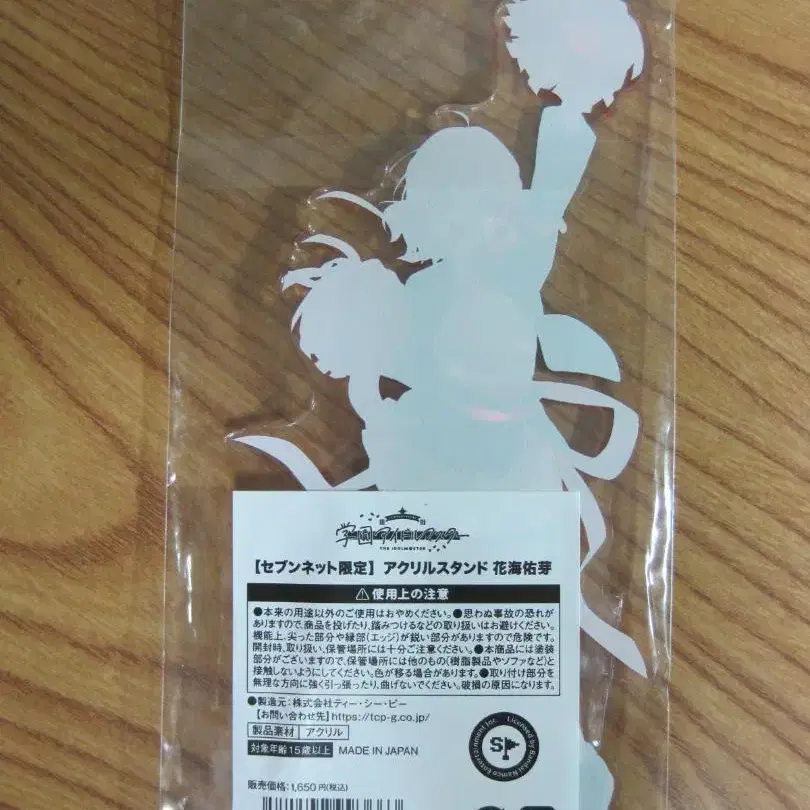 学園アイドルマスター
THE IDOLM@STER
【セブンネット限定】アクリルスタンド 花海佑芽
⚠使用上の注意
●本来の用途以外のご使用はおやめください。●思わぬ事故の恐れが
ありますので、商品を投げたり、踏みつけるなどの取り扱いはお避けください。
機能上、尖った部分や縁部(エッジ)が鋭い部分がありますので危険です。
開封時、取り扱い、保管場所には十分ご注意ください。●本商品には塗装
部分がございますので、保管場所には他のもの(樹脂製品やソファなど)と
接触しないようにしてください。色が移る場合があります。●取り付け部分を
無理な方向に強く引っ張ったり、曲げないでください。破損の原因になります。
●製造元:株式会社ティー・シー・ピー
【お問い合わせ先】https://tcp-g.co.jp/
製品素材 アクリル
対象年齢15歳以上 MADE IN JAPAN
Licensed by Bandai Namco Entertainment Inc.
販売価格:1,650円(税込)